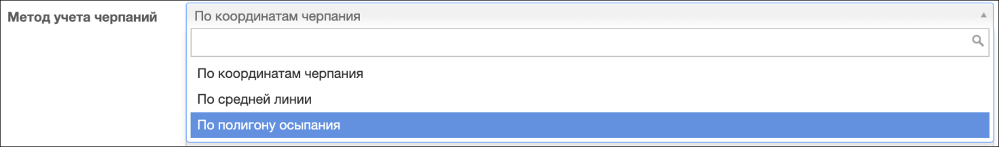 Метод учета черпаний
По координатам черпания
По координатам черпания
По средней линии
По полигону осыпания